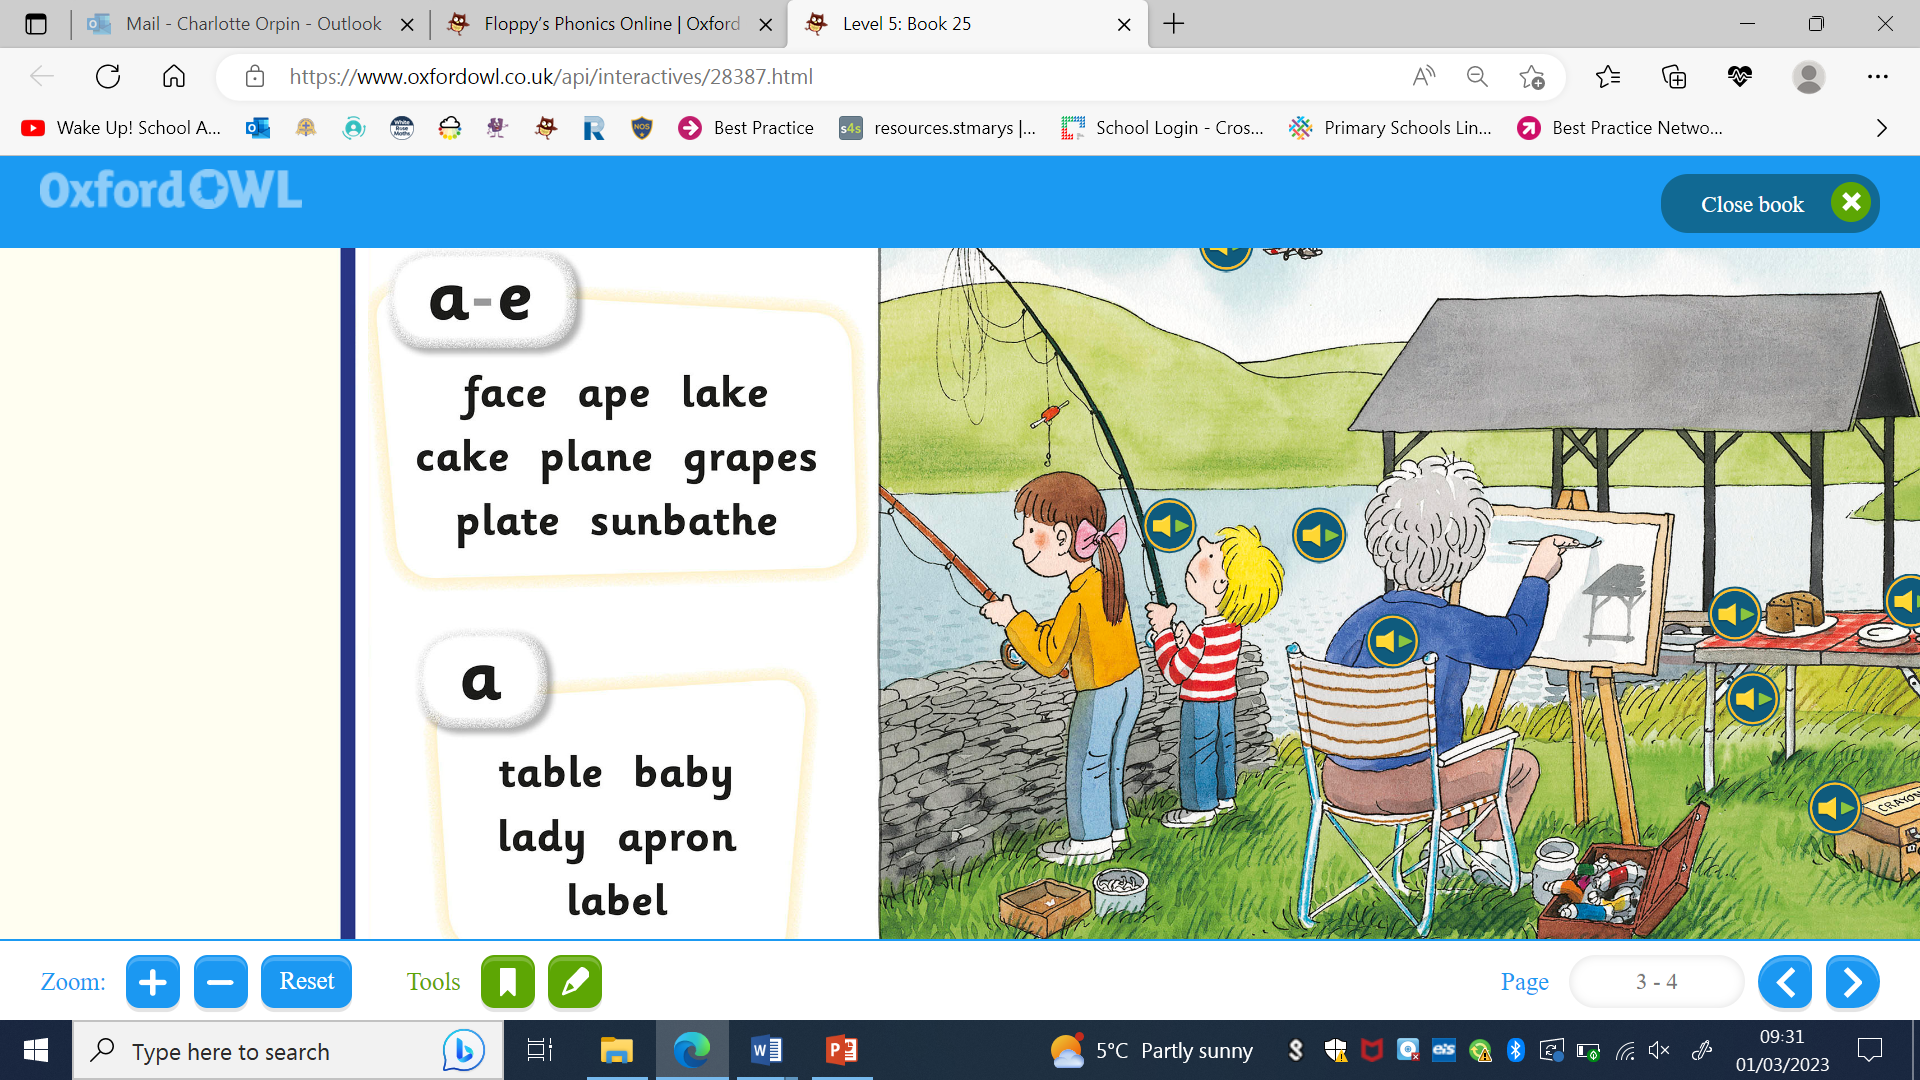 Mail - Charlotte Orpin - Outlook
Floppy's Phonics Online | Oxford
Level 5: Book 25
https://www.oxfordowl.co.uk/api/interactives/28387.html
Wake Up! School A...
Best Practice
s4s
resources.stmarys |...
School Login - Cros...
Primary Schools Lin...
Best Practice Netwo...
Oxford OWL
Close book
a-e
face ape lake
cake plane grapes
plate sunbathe
a
table baby
lady apron
label
CRAYON
Zoom:
Reset
Tools
Page
3 - 4
Type here to search
5°C Partly sunny
09:31
01/03/2023